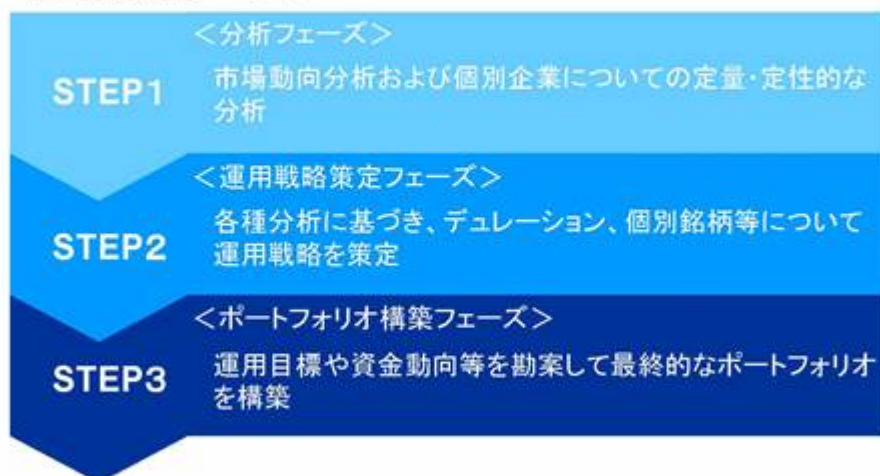 ＜分析フェーズ＞
STEP1
市場動向分析および個別企業についての定量・定性的な
分析
＜運用戦略策定フェーズ＞
STEP2
各種分析に基づき、デュレーション、個別銘柄等について
運用戦略を策定
＜ポートフォリオ構築フェーズ＞
STEP3
運用目標や資金動向等を勘案して最終的なポートフォリオ
を構築